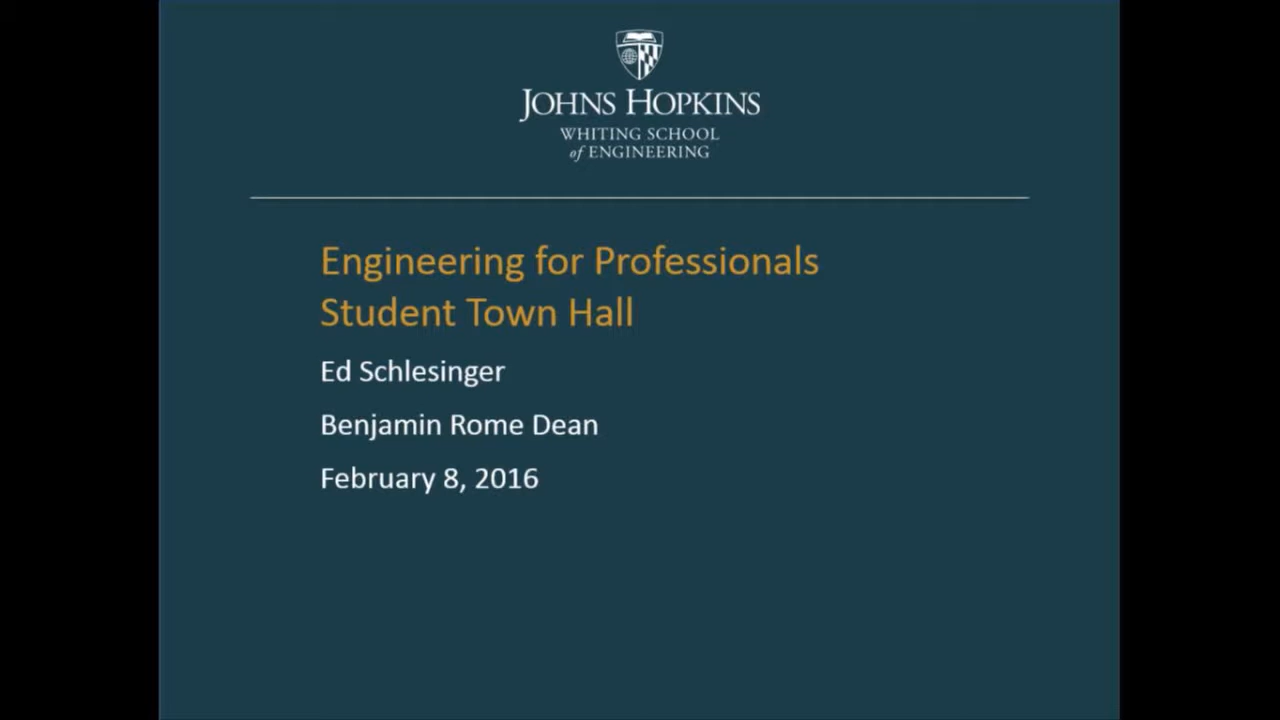 JOHNS HOPKINS
WHITING SCHOOL
of ENGINEERING
Engineering for Professionals
Student Town Hall
Ed Schlesinger
Benjamin Rome Dean
February 8, 2016